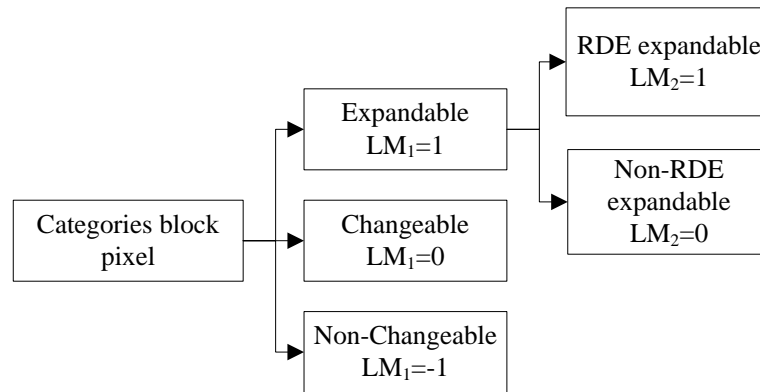 Categories block
pixel
Expandable
LM₁=1
Changeable
LM₁=0
Non-Changeable
LM₁=-1
RDE expandable
LM₂=1
Non-RDE
expandable
LM₂=0